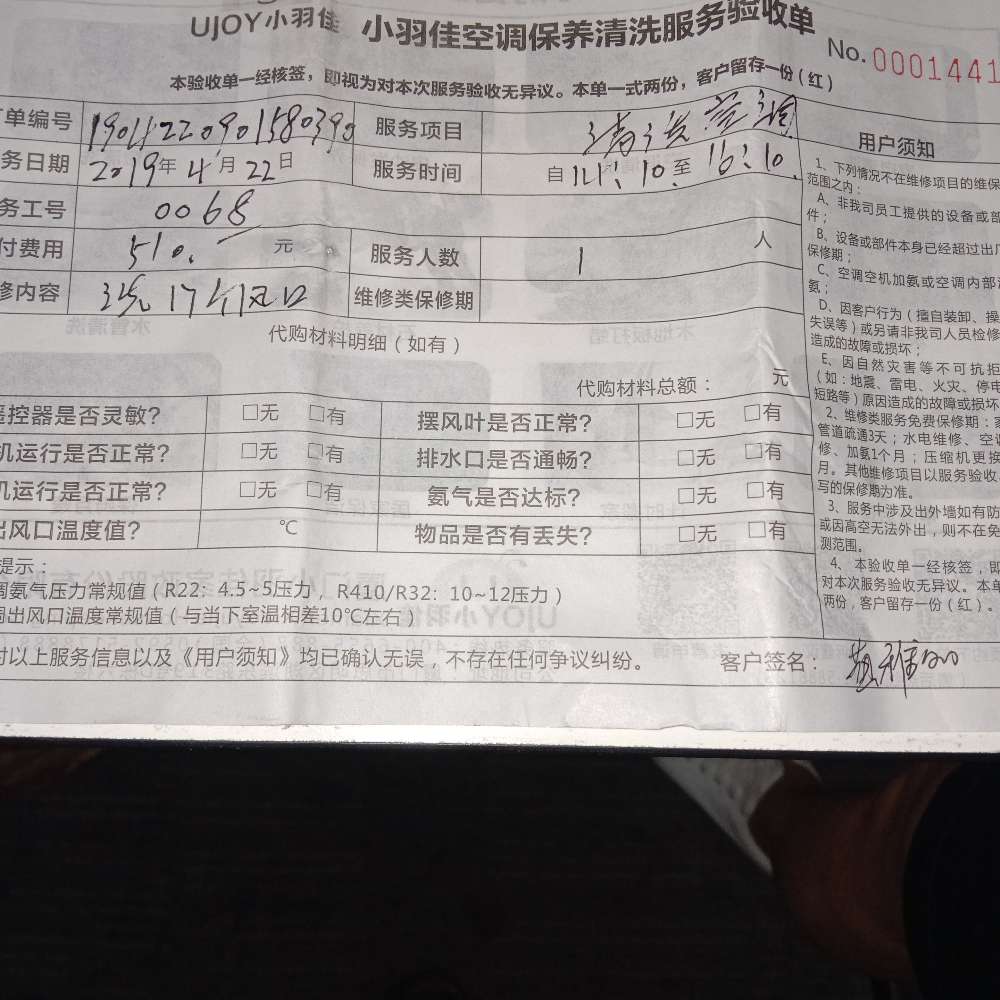 UJOY小羽佳 小羽佳空调保养清洗服务验收单
No. 0001441
本验收单一经核签，即视为对本次服务验收无异议。本单一式两份，客户留存一份（红）
单编号 1904220901580390 服务项目 清洗空调
务日期 2019年4月22日 服务时间 自14：10至16：10
务工号 0068
付费用 510. 元 服务人数 1 人
修内容 风口 维修类保修期
代购材料明细（如有）
代购材料总额： 元
控器是否灵敏？ □无 □有 摆风叶是否正常？ □无 □有
机运行是否正常？ □无 □有 排水口是否通畅？ □无 □有
机运行是否正常？ □无 □有 氨气是否达标？ □无 □有
出风口温度值？ ℃ 物品是否有丢失？ □无 □有
提示：
调氨气压力常规值（R22：4.5~5压力， R410/R32：10~12压力）
调出风口温度常规值（与当下室温相差10℃左右）
对以上服务信息以及《用户须知》均已确认无误，不存在任何争议纠纷。 客户签名：
用户须知
1、下列情况不在维修项目的维保
范围之内：
A、非我司员工提供的设备或部
件；
B、设备或部件本身已经超过出厂
保修期；
C、空调空机加氨或空调内部
氨；
D、因客户行为（擅自装卸、操
失误等）或另请非我司人员检修
造成的故障或损坏；
E、因自然灾害等不可抗拒
（如：地震、雷电、火灾、停电
短路等）原因造成的故障或损坏
2、维修类服务免费保修期：家
管道疏通3天；水电维修、空调
修、加氨1个月；压缩机更换
月。其他维修项目以服务验收
写的保修期为准。
3、服务中涉及出外墙如有防
或因高空无法外出，则不在免
测范围。
4、本验收单一经核签，即
对本次服务验收无异议。本单
两份，客户留存一份（红）。